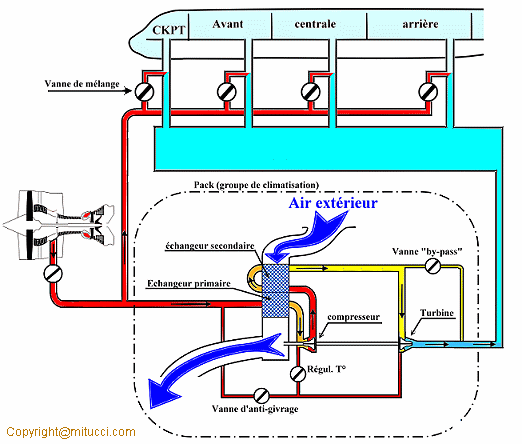 CKPT
Avant
centrale
arrière
Vanne de mélange
Pack (groupe de climatisation)
Air extérieur
échangeur secondaire
Vanne "by-pass"
Echangeur primaire
compresseur
Turbine
Régul. T°
Vanne d'anti-givrage
Copyright@mitucci.com